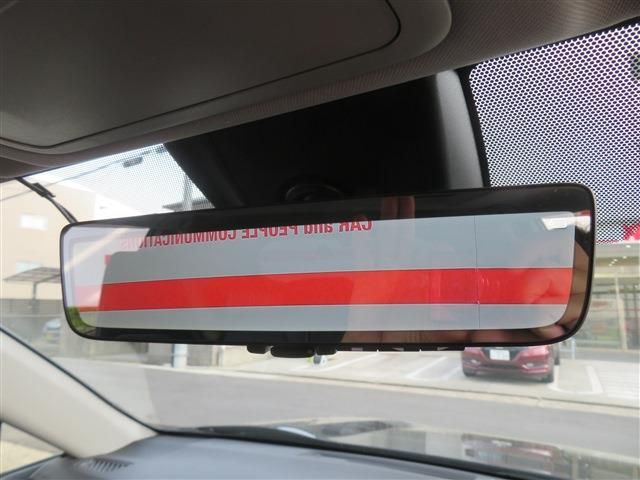 CAR and PEOPLE COMMUNICATIONS